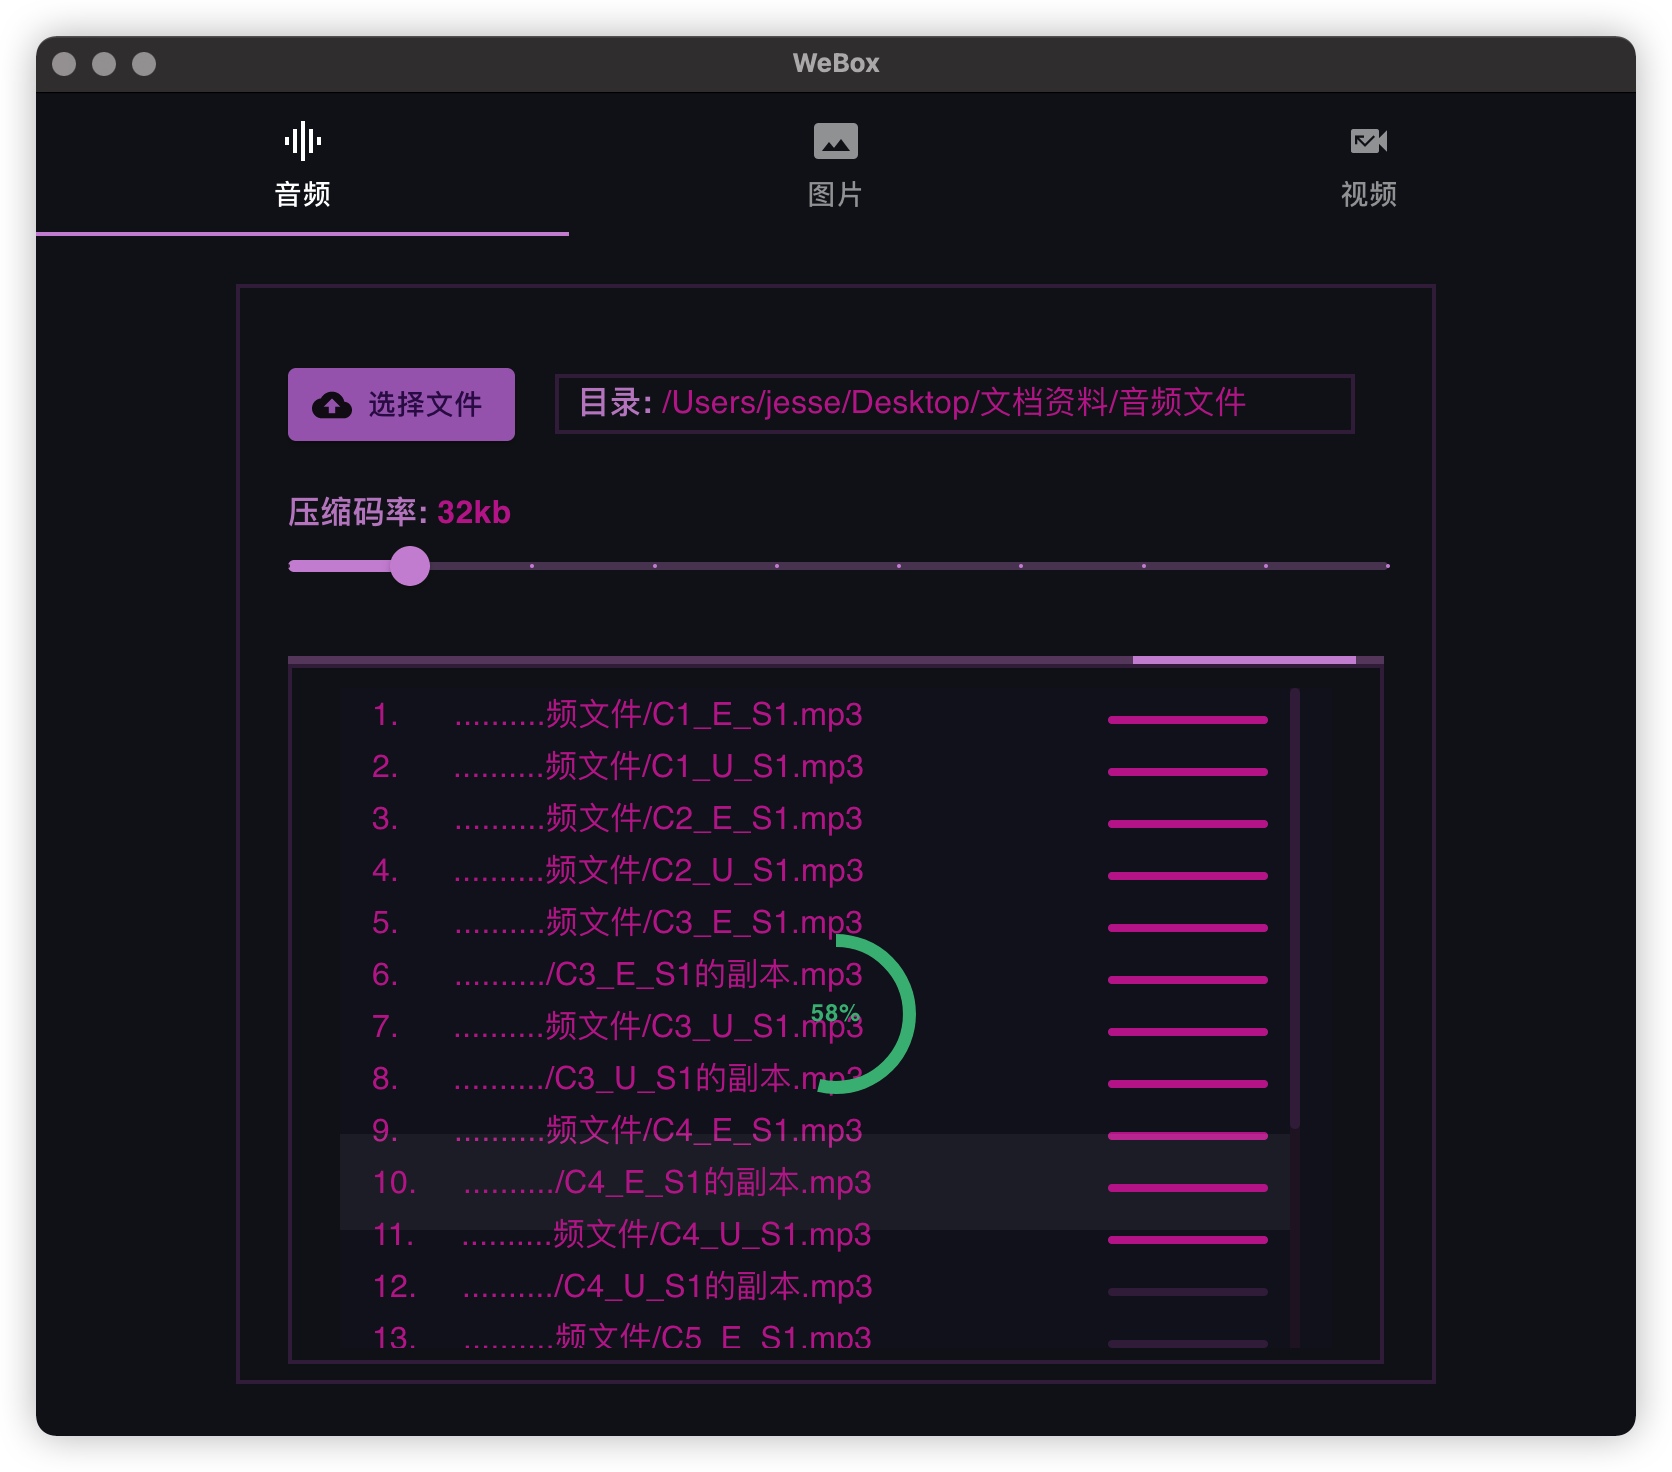 WeBox
音频
图片
视频
选择文件
目录: /Users/jesse/Desktop/文档资料/音频文件
压缩码率: 32kb
1. ..........频文件/C1_E_S1.mp3
2. ..........频文件/C1_U_S1.mp3
3. ..........频文件/C2_E_S1.mp3
4. ..........频文件/C2_U_S1.mp3
5. ..........频文件/C3_E_S1.mp3
6. ........../C3_E_S1的副本.mp3
58%
7. ..........频文件/C3_U_S1.mp3
8. ........../C3_U_S1的副本.mp3
9. ..........频文件/C4_E_S1.mp3
10. ........../C4_E_S1的副本.mp3
11. ..........频文件/C4_U_S1.mp3
12. ........../C4_U_S1的副本.mp3
13. ..........频文件/C5_E_S1.mp3